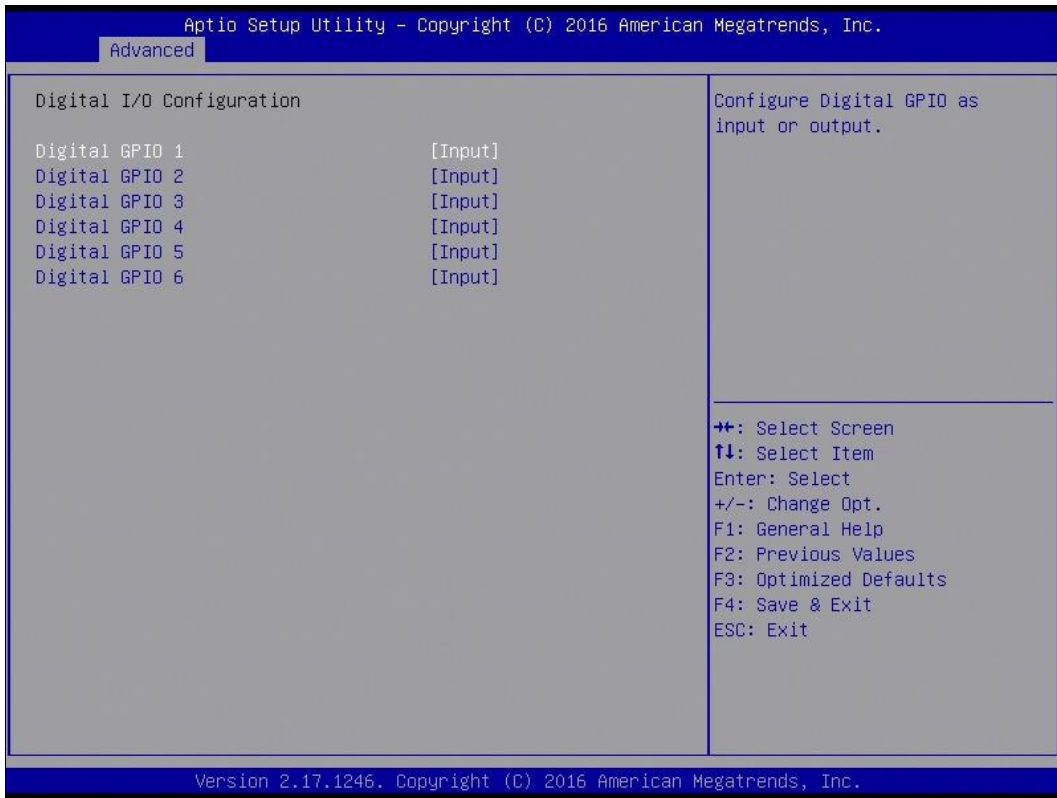 Aptio Setup Utility – Copyright (C) 2016 American Megatrends, Inc.
Advanced
Digital I/O Configuration
Digital GPIO 1 [Input]
Digital GPIO 2 [Input]
Digital GPIO 3 [Input]
Digital GPIO 4 [Input]
Digital GPIO 5 [Input]
Digital GPIO 6 [Input]
Configure Digital GPIO as
input or output.
→←: Select Screen
↑↓: Select Item
Enter: Select
+/-: Change Opt.
F1: General Help
F2: Previous Values
F3: Optimized Defaults
F4: Save & Exit
ESC: Exit
Version 2.17.1246. Copyright (C) 2016 American Megatrends, Inc.